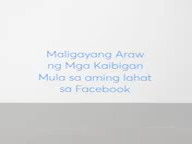 Maligayang Araw
ng Mga Kaibigan
Mula sa aming lahat
sa Facebook